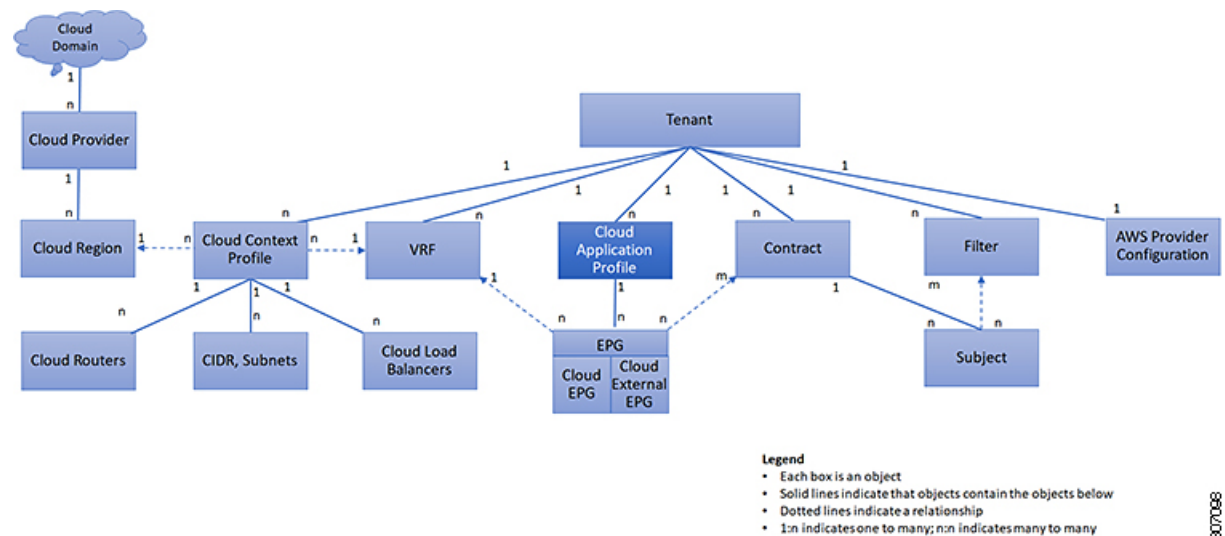 Cloud
Domain
1
n
Cloud Provider
Tenant
1
n
1
1
1
1
1
1
n
n
n
n
n
1
Cloud Region
1
n
Cloud Context
Profile
n
1
VRF
Cloud
Application
Profile
Contract
Filter
AWS Provider
Configuration
1
1
1
1
1
m
1
m
n
n
n
n
n
n
n
n
Cloud Routers
CIDR, Subnets
Cloud Load
Balancers
EPG
Cloud
EPG
Cloud
External
EPG
Subject
Legend
• Each box is an object
• Solid lines indicate that objects contain the objects below
• Dotted lines indicate a relationship
• 1:n indicates one to many; n:n indicates many to many
307098